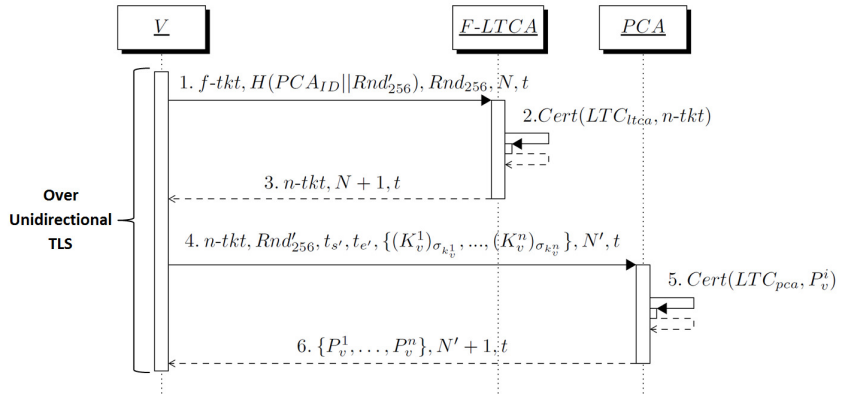 V F-LTCA PCA
1. f-tkt, H(PCA_ID||Rnd'_256), Rnd_256, N, t
2.Cert(LTC_ltca, n-tkt)
3. n-tkt, N + 1, t
Over
Unidirectional
TLS
4. n-tkt, Rnd'_256, t_s', t_e', {(K_v^1)_σ_k_v^1, ..., (K_v^n)_σ_k_v^n}, N', t
5. Cert(LTC_pca, P_v^i)
6. {P_v^1, . . . , P_v^n}, N' + 1, t